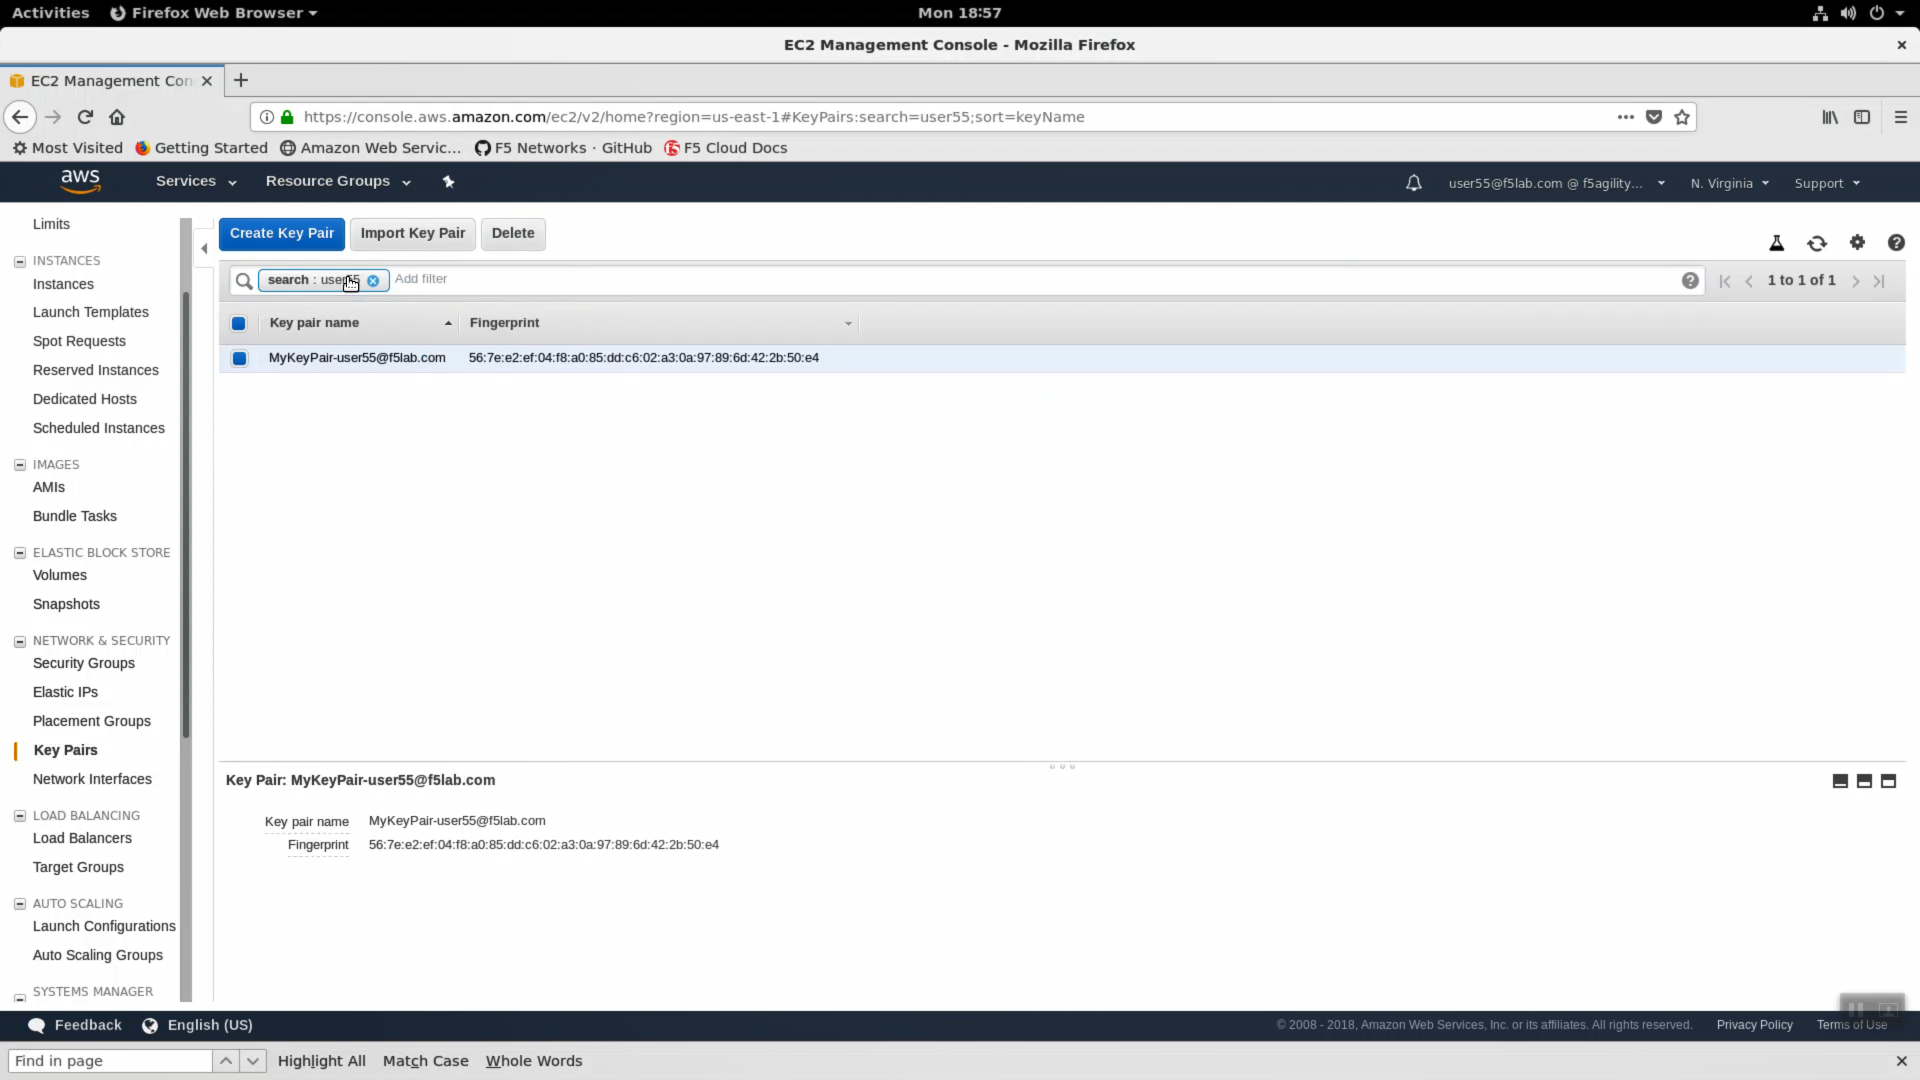 Activities Firefox Web Browser Mon 18:57
EC2 Management Console - Mozilla Firefox
EC2 Management Con
https://console.aws.amazon.com/ec2/v2/home?region=us-east-1#KeyPairs:search=user55;sort=keyName
Most Visited Getting Started Amazon Web Servic... F5 Networks · GitHub F5 Cloud Docs
aws Services Resource Groups user55@f5lab.com @ f5agility... N. Virginia Support
Limits
INSTANCES
Instances
Launch Templates
Spot Requests
Reserved Instances
Dedicated Hosts
Scheduled Instances
IMAGES
AMIs
Bundle Tasks
ELASTIC BLOCK STORE
Volumes
Snapshots
NETWORK & SECURITY
Security Groups
Elastic IPs
Placement Groups
Key Pairs
Network Interfaces
LOAD BALANCING
Load Balancers
Target Groups
AUTO SCALING
Launch Configurations
Auto Scaling Groups
SYSTEMS MANAGER
Create Key Pair Import Key Pair Delete
search : user55 Add filter 1 to 1 of 1
Key pair name Fingerprint
MyKeyPair-user55@f5lab.com 56:7e:e2:ef:04:f8:a0:85:dd:c6:02:a3:0a:97:89:6d:42:2b:50:e4
Key Pair: MyKeyPair-user55@f5lab.com
Key pair name MyKeyPair-user55@f5lab.com
Fingerprint 56:7e:e2:ef:04:f8:a0:85:dd:c6:02:a3:0a:97:89:6d:42:2b:50:e4
Feedback English (US) © 2008 - 2018, Amazon Web Services, Inc. or its affiliates. All rights reserved. Privacy Policy Terms of Use
Find in page Highlight All Match Case Whole Words